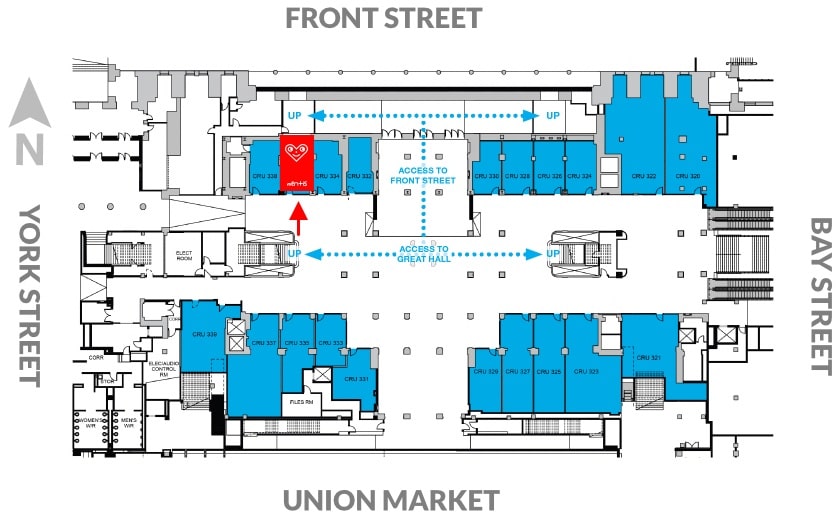 FRONT STREET
N
YORK STREET
BAY STREET
UP
UP
CRU 338
CRU 334
CRU 332
ACCESS TO
FRONT STREET
CRU 330
CRU 328
CRU 326
CRU 324
CRU 322
CRU 320
ELECT
ROOM
UP
ACCESS TO
GREAT HALL
UP
CORR
CRU 339
CRU 337
CRU 335
CRU 333
CRU 331
CRU 329
CRU 327
CRU 325
CRU 323
CRU 321
CORR
ELEC/AUDIO
CONTROL
RM
STOR
FILES RM
WOMEN'S
W/R
MEN'S
W/R
UNION MARKET